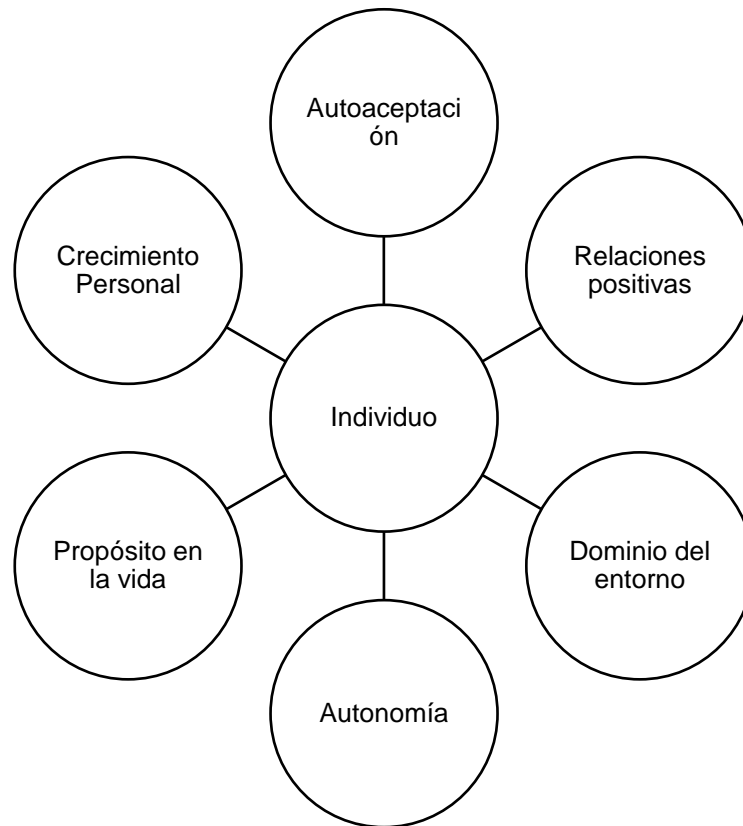 Autoaceptaci
ón
Crecimiento
Personal
Relaciones
positivas
Individuo
Propósito en
la vida
Dominio del
entorno
Autonomía